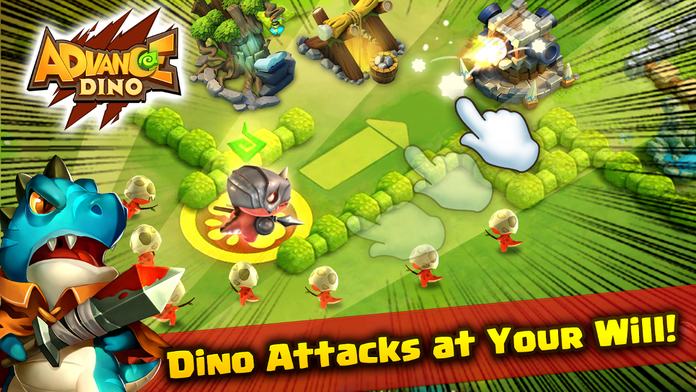 ADVANCE
DINO
Dino Attacks at Your Will!